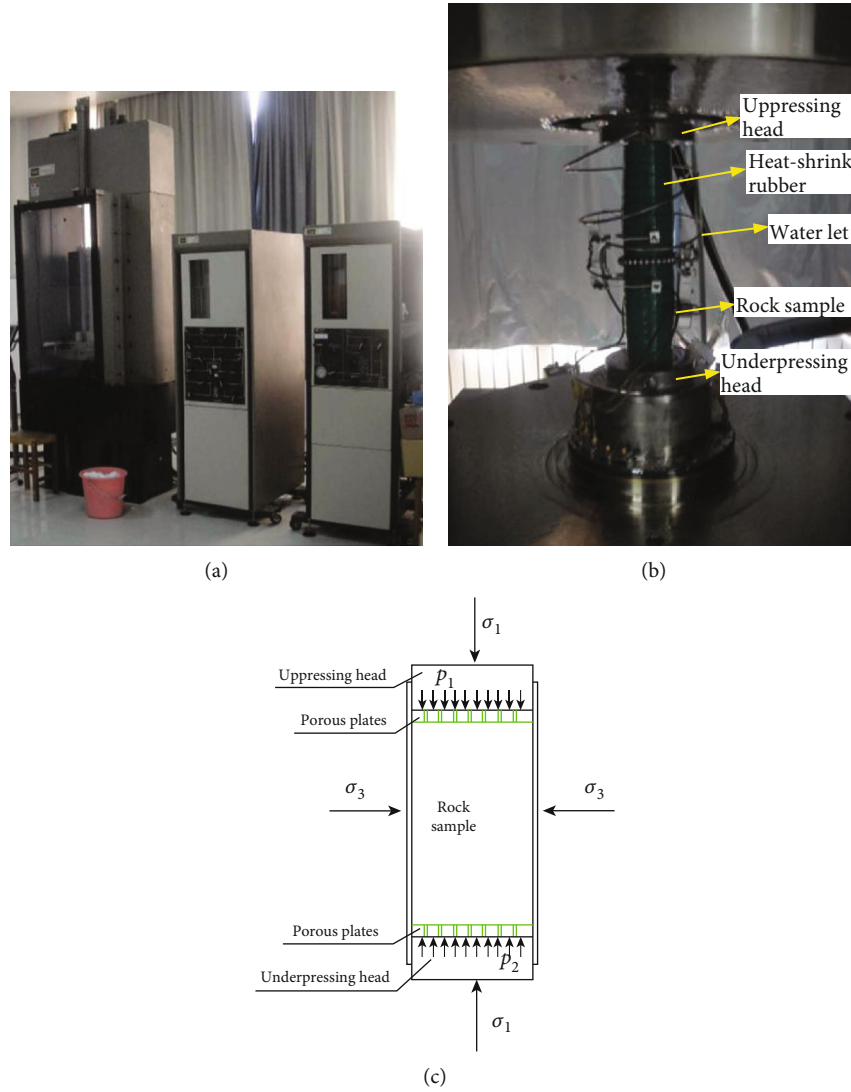 Uppressing
head
Heat-shrink
rubber
Water let
Rock sample
Underpressing
head
(a)
(b)
σ1
Uppressing head
p1
Porous plates
σ3
σ3
Rock
sample
Porous plates
p2
Underpressing head
σ1
(c)